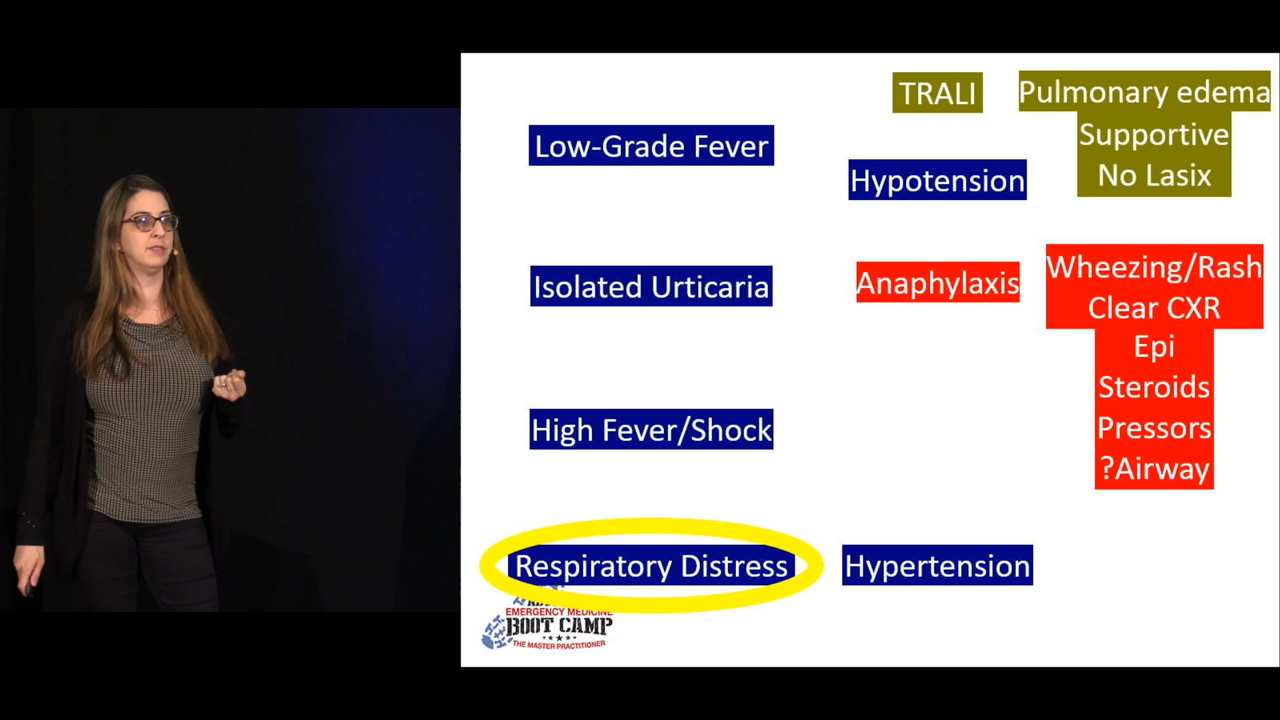 TRALI
Pulmonary edema
Supportive
No Lasix
Low-Grade Fever
Hypotension
Isolated Urticaria
Anaphylaxis
Wheezing/Rash
Clear CXR
Epi
Steroids
Pressors
?Airway
High Fever/Shock
Respiratory Distress
Hypertension
EMERGENCY MEDICINE
BOOT CAMP
THE MASTER PRACTITIONER